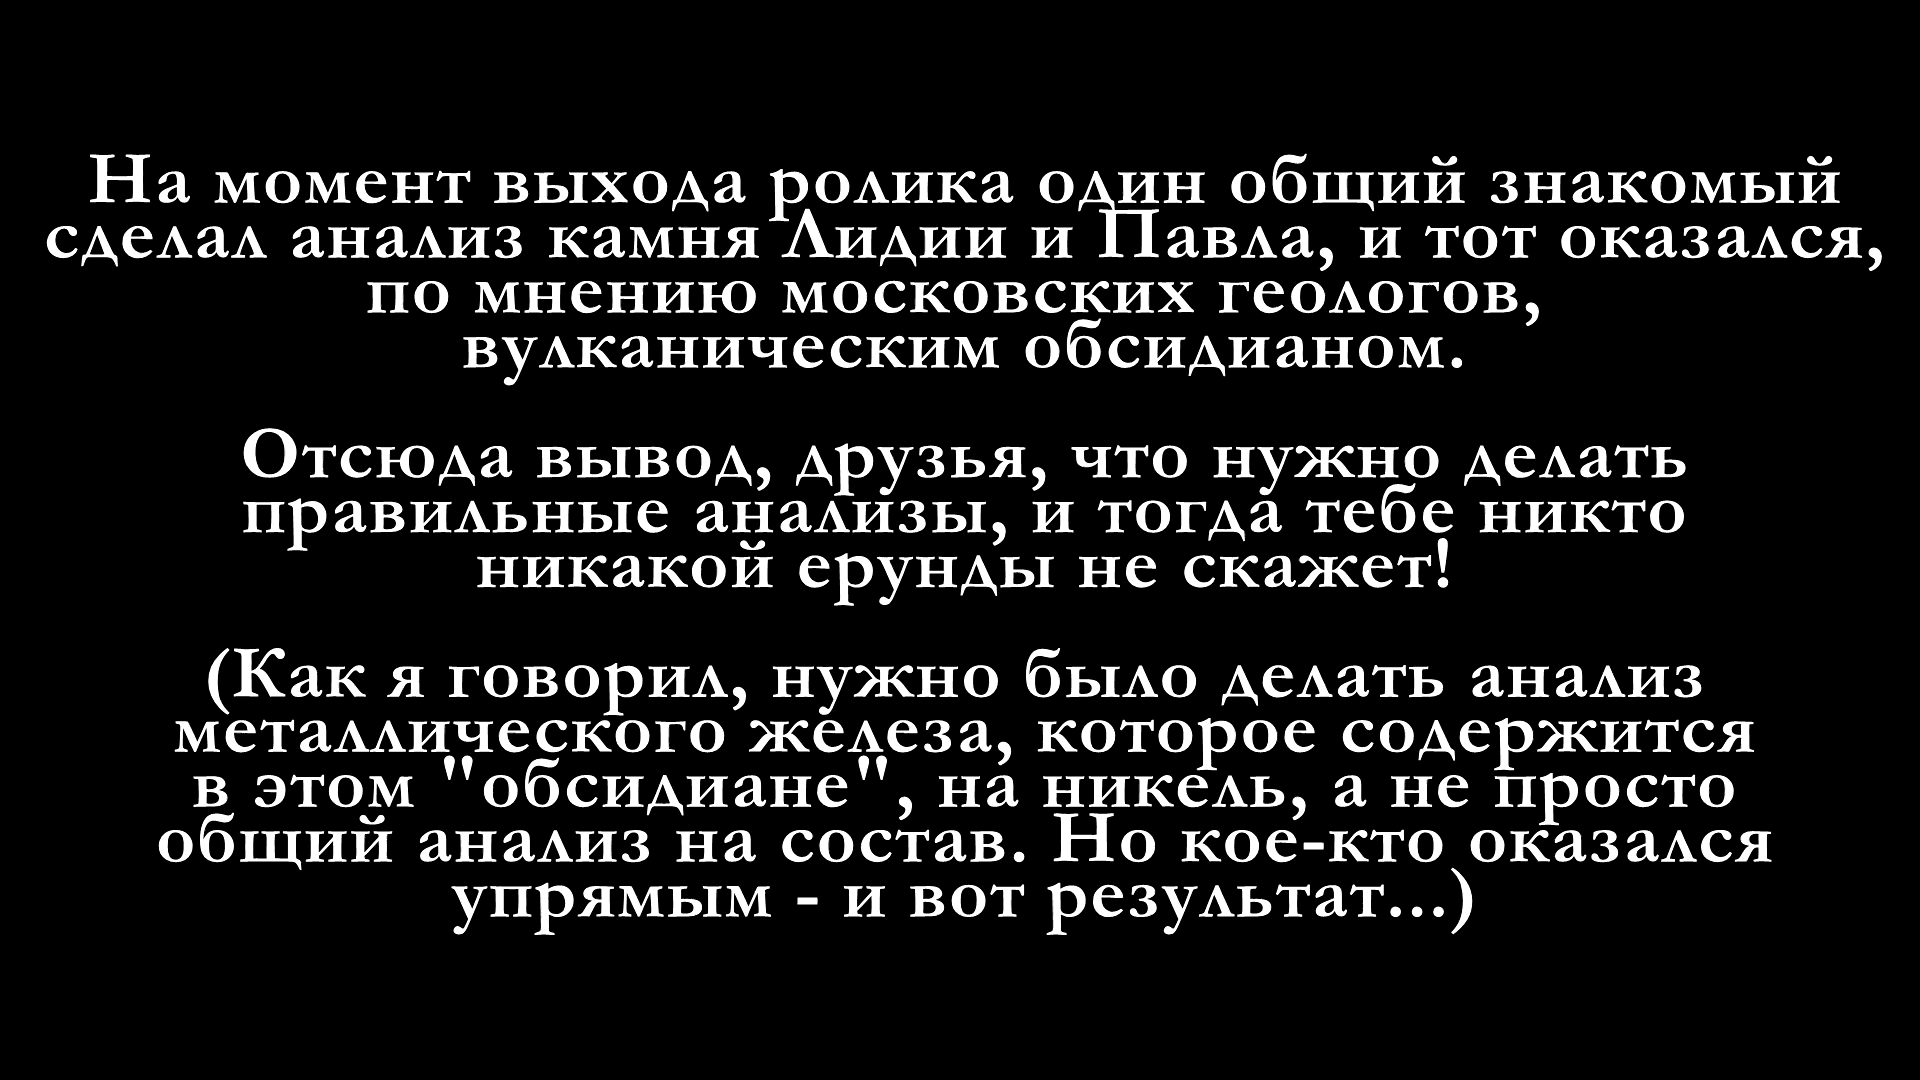 На момент выхода ролика один общий знакомый
сделал анализ камня Лидии и Павла, и тот оказался,
по мнению московских геологов,
вулканическим обсидианом.
Отсюда вывод, друзья, что нужно делать
правильные анализы, и тогда тебе никто
никакой ерунды не скажет!
(Как я говорил, нужно было делать анализ
металлического железа, которое содержится
в этом "обсидиане", на никель, а не просто
общий анализ на состав. Но кое-кто оказался
упрямым - и вот результат...)